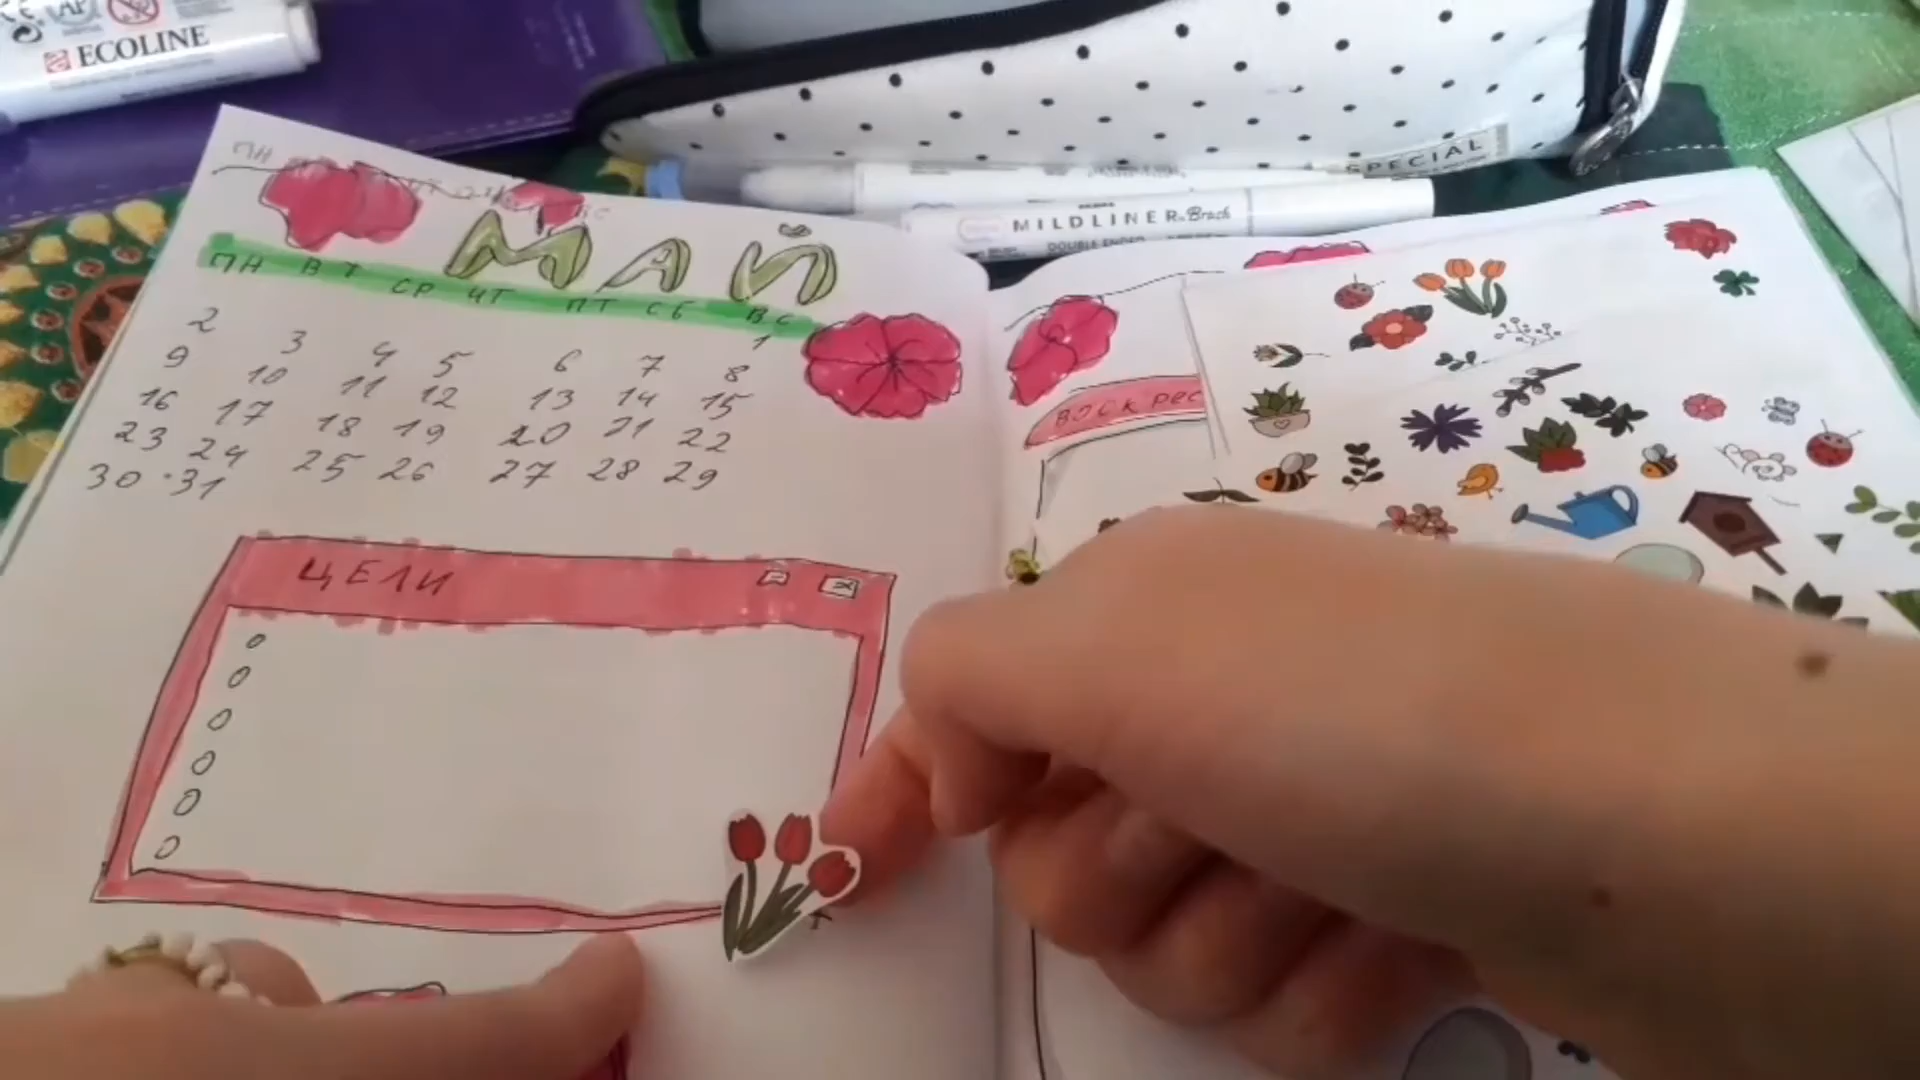 ECOLINE
SPECIAL
MILDLINER Brush
DOUBLE ENDED
ПН
МАЙ
ПН ВТ СР ЧТ ПТ СБ ВС
1
2 3 4 5 6 7 8
9 10 11 12 13 14 15
16 17 18 19 20 21 22
23 24 25 26 27 28 29
30 31
ЦЕЛИ
ВОСКРЕС